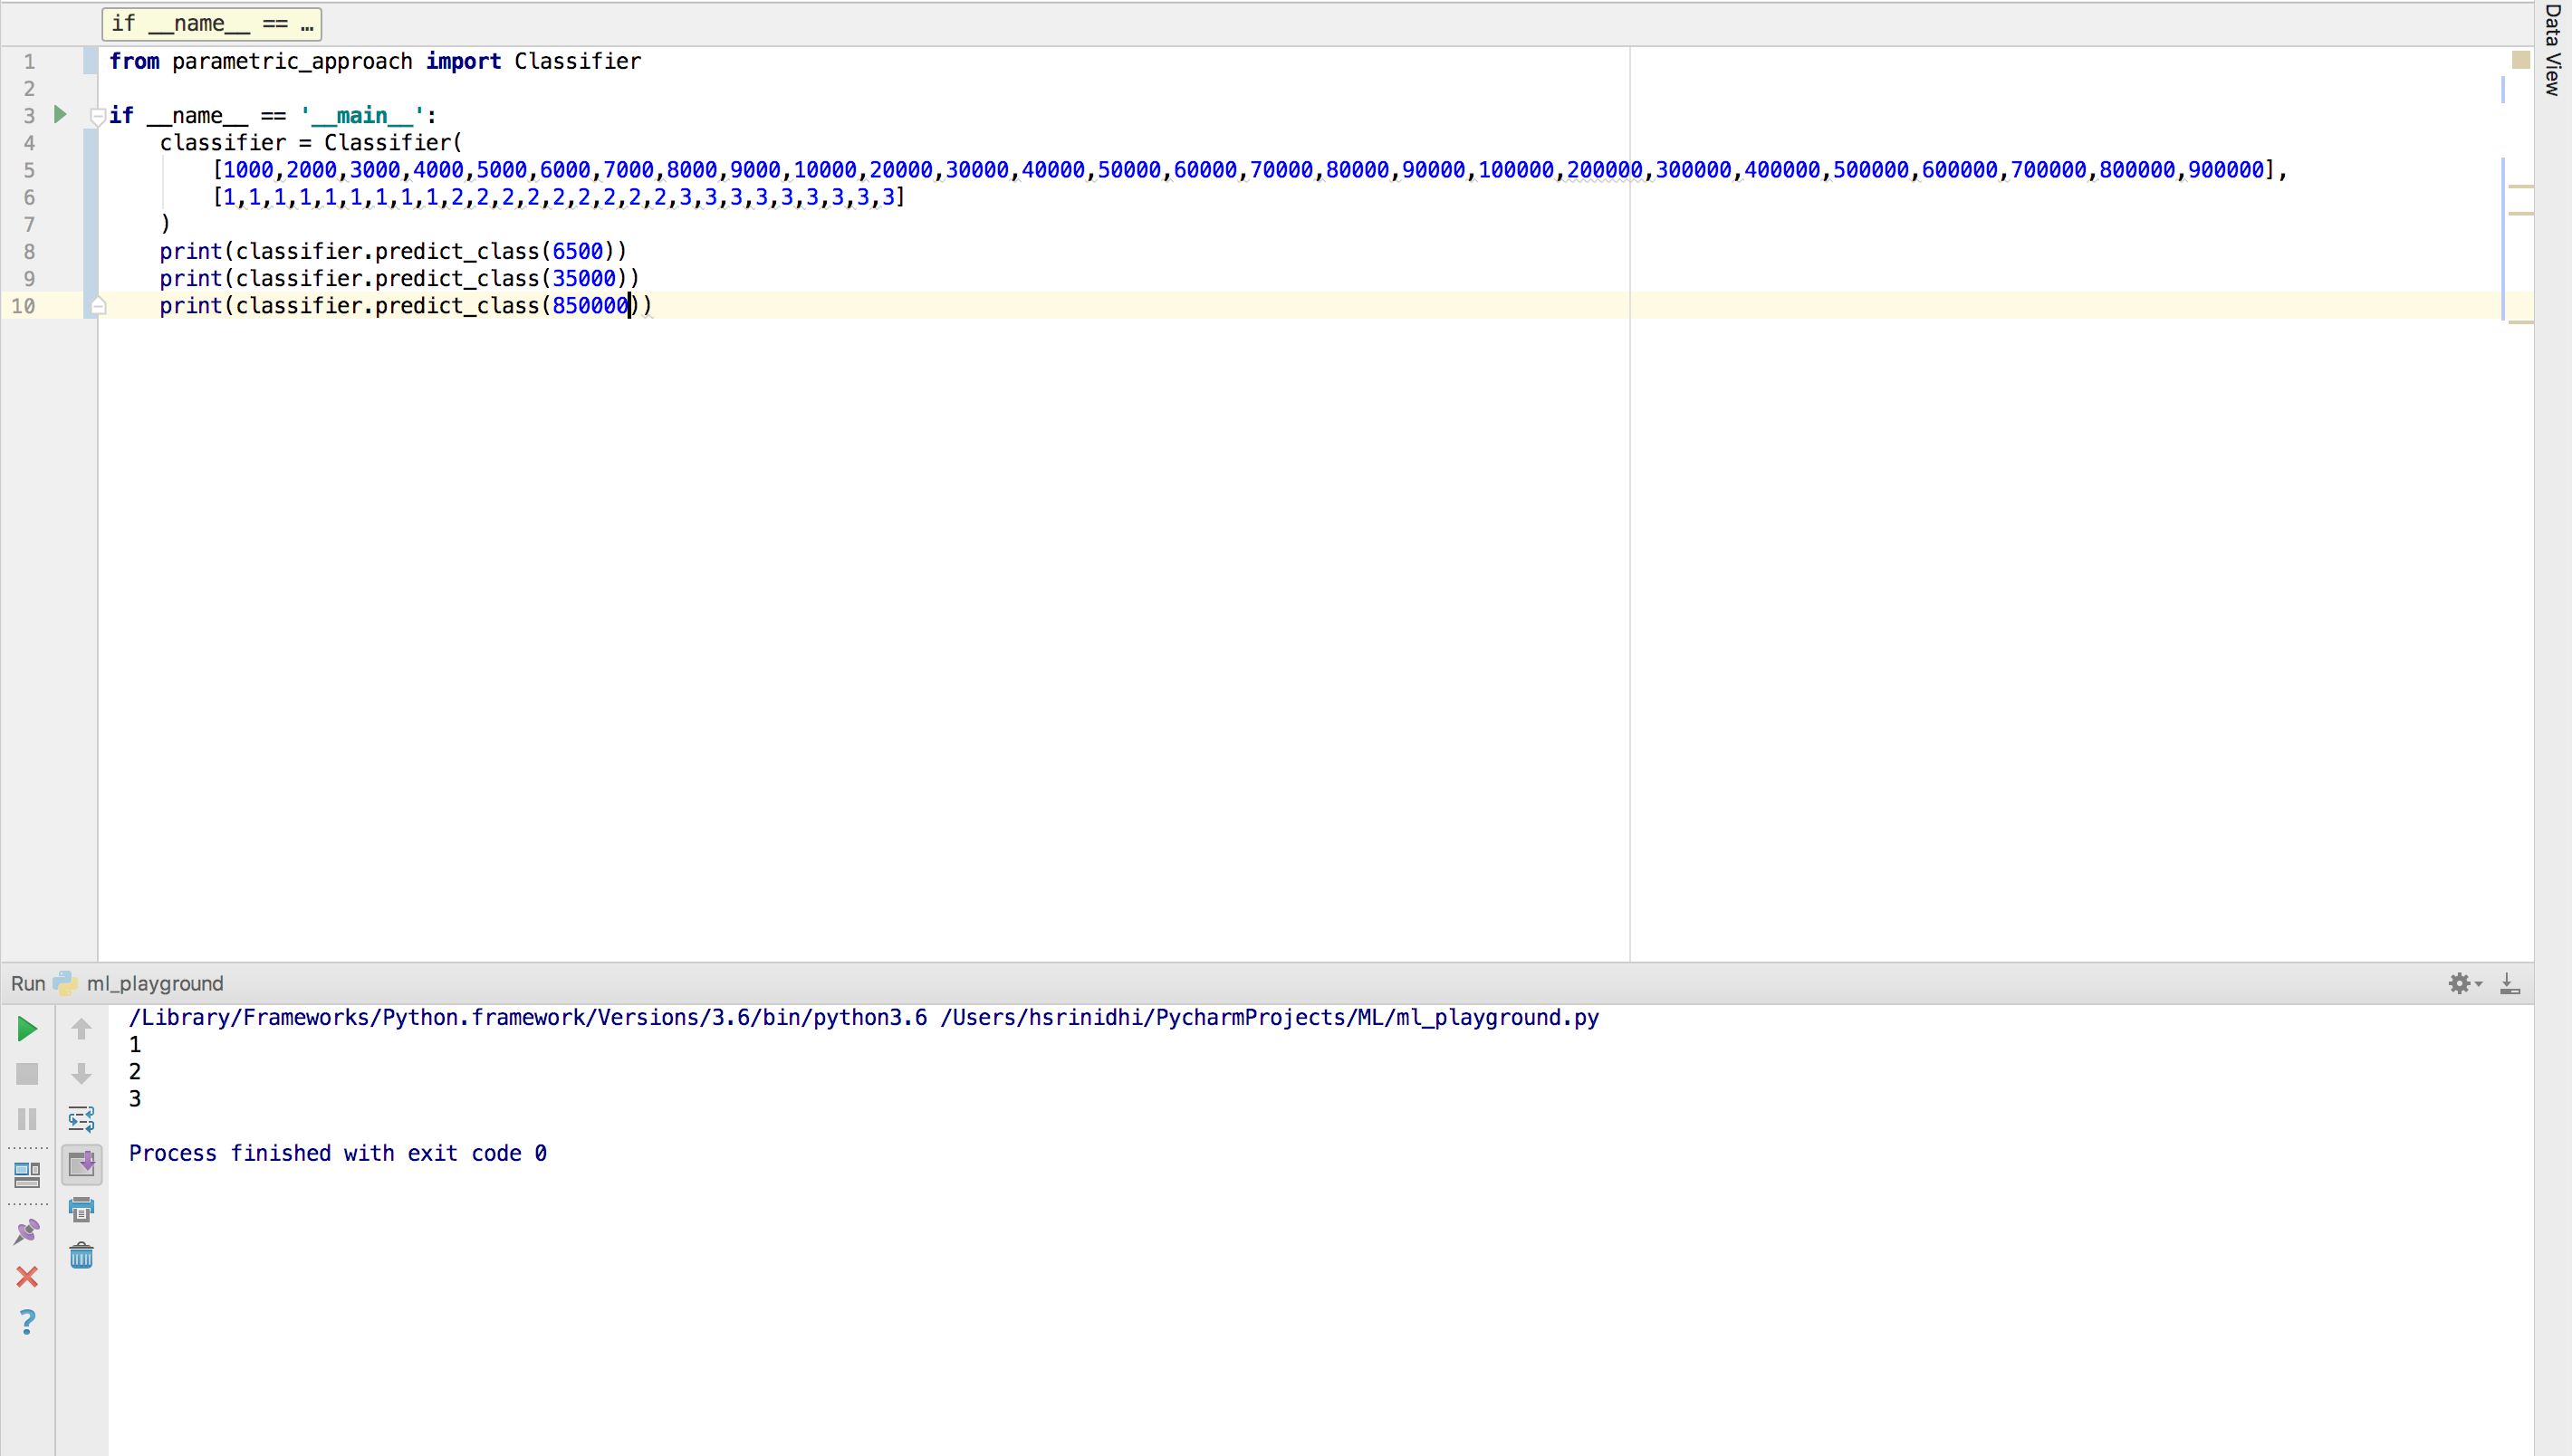 if __name__ == …
Data View
1 from parametric_approach import Classifier
2
3 if __name__ == '__main__':
4 classifier = Classifier(
5 [1000,2000,3000,4000,5000,6000,7000,8000,9000,10000,20000,30000,40000,50000,60000,70000,80000,90000,100000,200000,300000,400000,500000,600000,700000,800000,900000],
6 [1,1,1,1,1,1,1,1,1,2,2,2,2,2,2,2,2,2,3,3,3,3,3,3,3,3,3]
7 )
8 print(classifier.predict_class(6500))
9 print(classifier.predict_class(35000))
10 print(classifier.predict_class(850000))
Run ml_playground
/Library/Frameworks/Python.framework/Versions/3.6/bin/python3.6 /Users/hsrinidhi/PycharmProjects/ML/ml_playground.py
1
2
3
Process finished with exit code 0